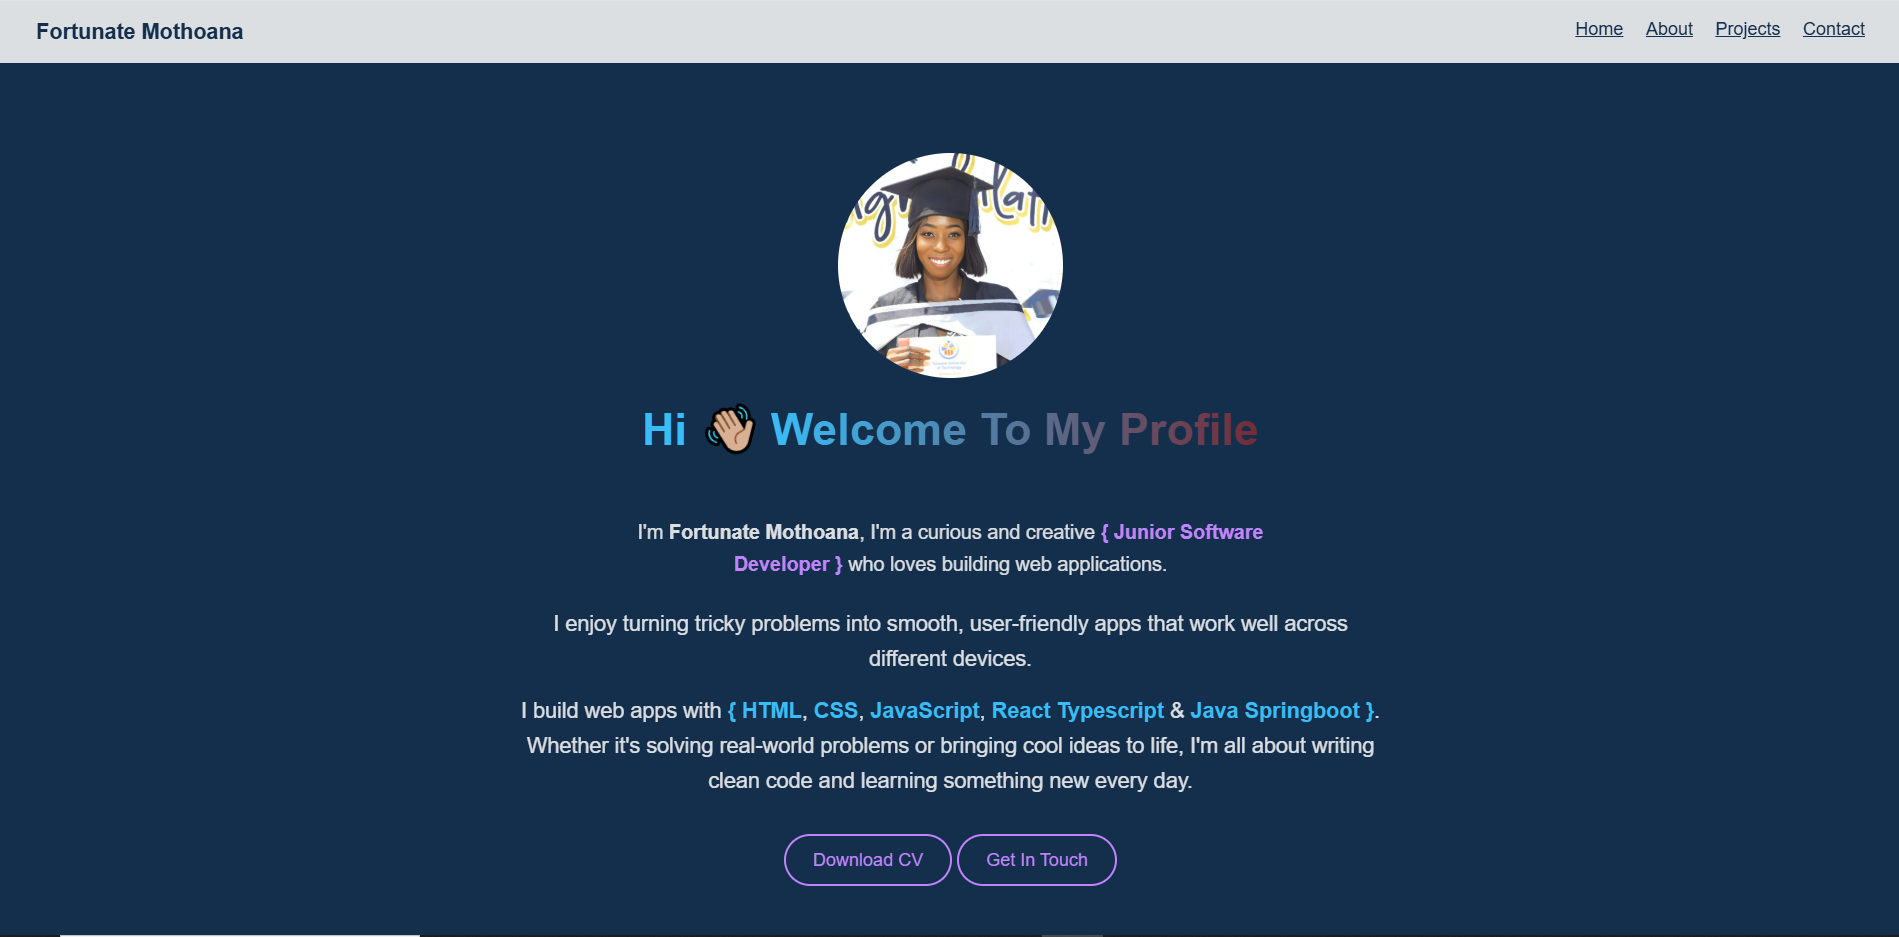 Fortunate Mothoana
Home About Projects Contact
Hi 👋🏽 Welcome To My Profile
I'm Fortunate Mothoana, I'm a curious and creative { Junior Software
Developer } who loves building web applications.
I enjoy turning tricky problems into smooth, user-friendly apps that work well across
different devices.
I build web apps with { HTML, CSS, JavaScript, React Typescript & Java Springboot }.
Whether it's solving real-world problems or bringing cool ideas to life, I'm all about writing
clean code and learning something new every day.
Download CV Get In Touch